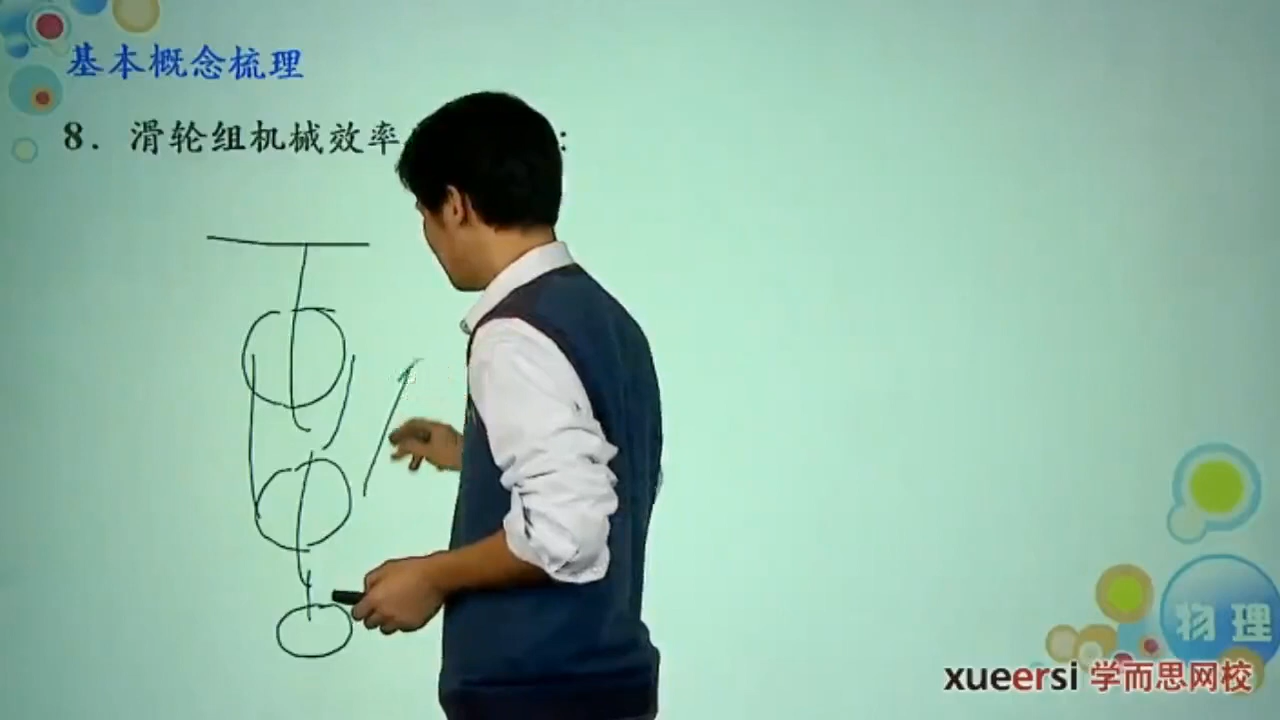 基本概念梳理
8. 滑轮组机械效率 :
物理
xueersi 学而思网校